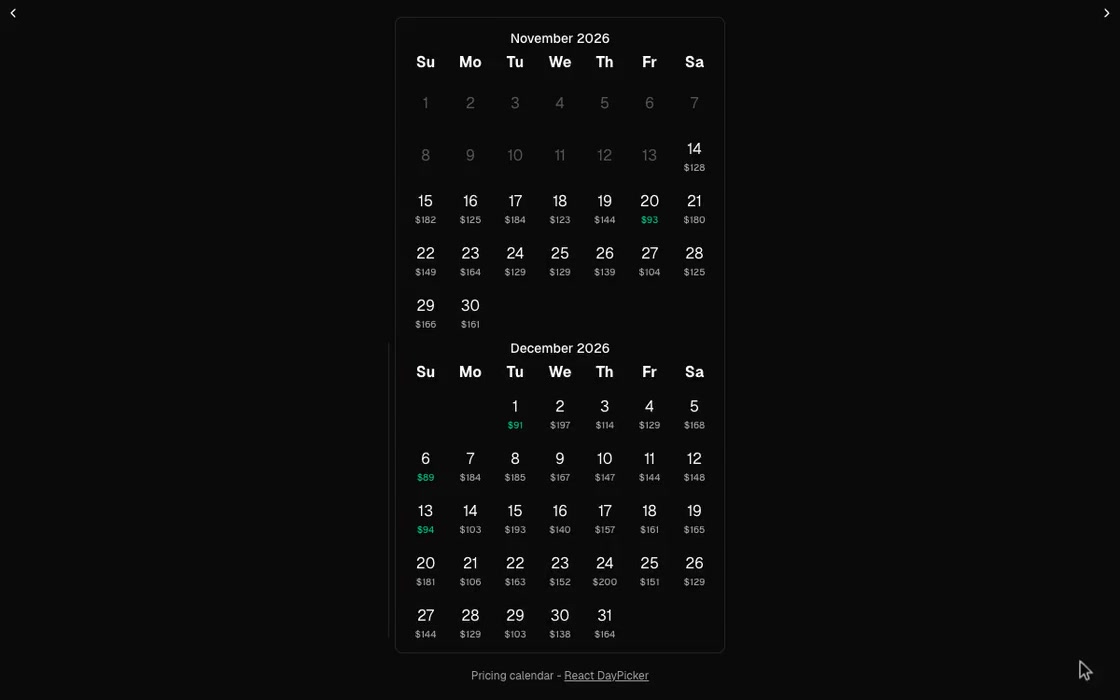 November 2026
Su Mo Tu We Th Fr Sa
1 2 3 4 5 6 7
8 9 10 11 12 13 14
$128
15 16 17 18 19 20 21
$182 $125 $184 $123 $144 $93 $180
22 23 24 25 26 27 28
$149 $164 $129 $129 $139 $104 $125
29 30
$166 $161
December 2026
Su Mo Tu We Th Fr Sa
1 2 3 4 5
$91 $197 $114 $129 $168
6 7 8 9 10 11 12
$89 $184 $185 $167 $147 $144 $148
13 14 15 16 17 18 19
$94 $103 $193 $140 $157 $161 $165
20 21 22 23 24 25 26
$181 $106 $163 $152 $200 $151 $129
27 28 29 30 31
$144 $129 $103 $138 $164
Pricing calendar - React DayPicker